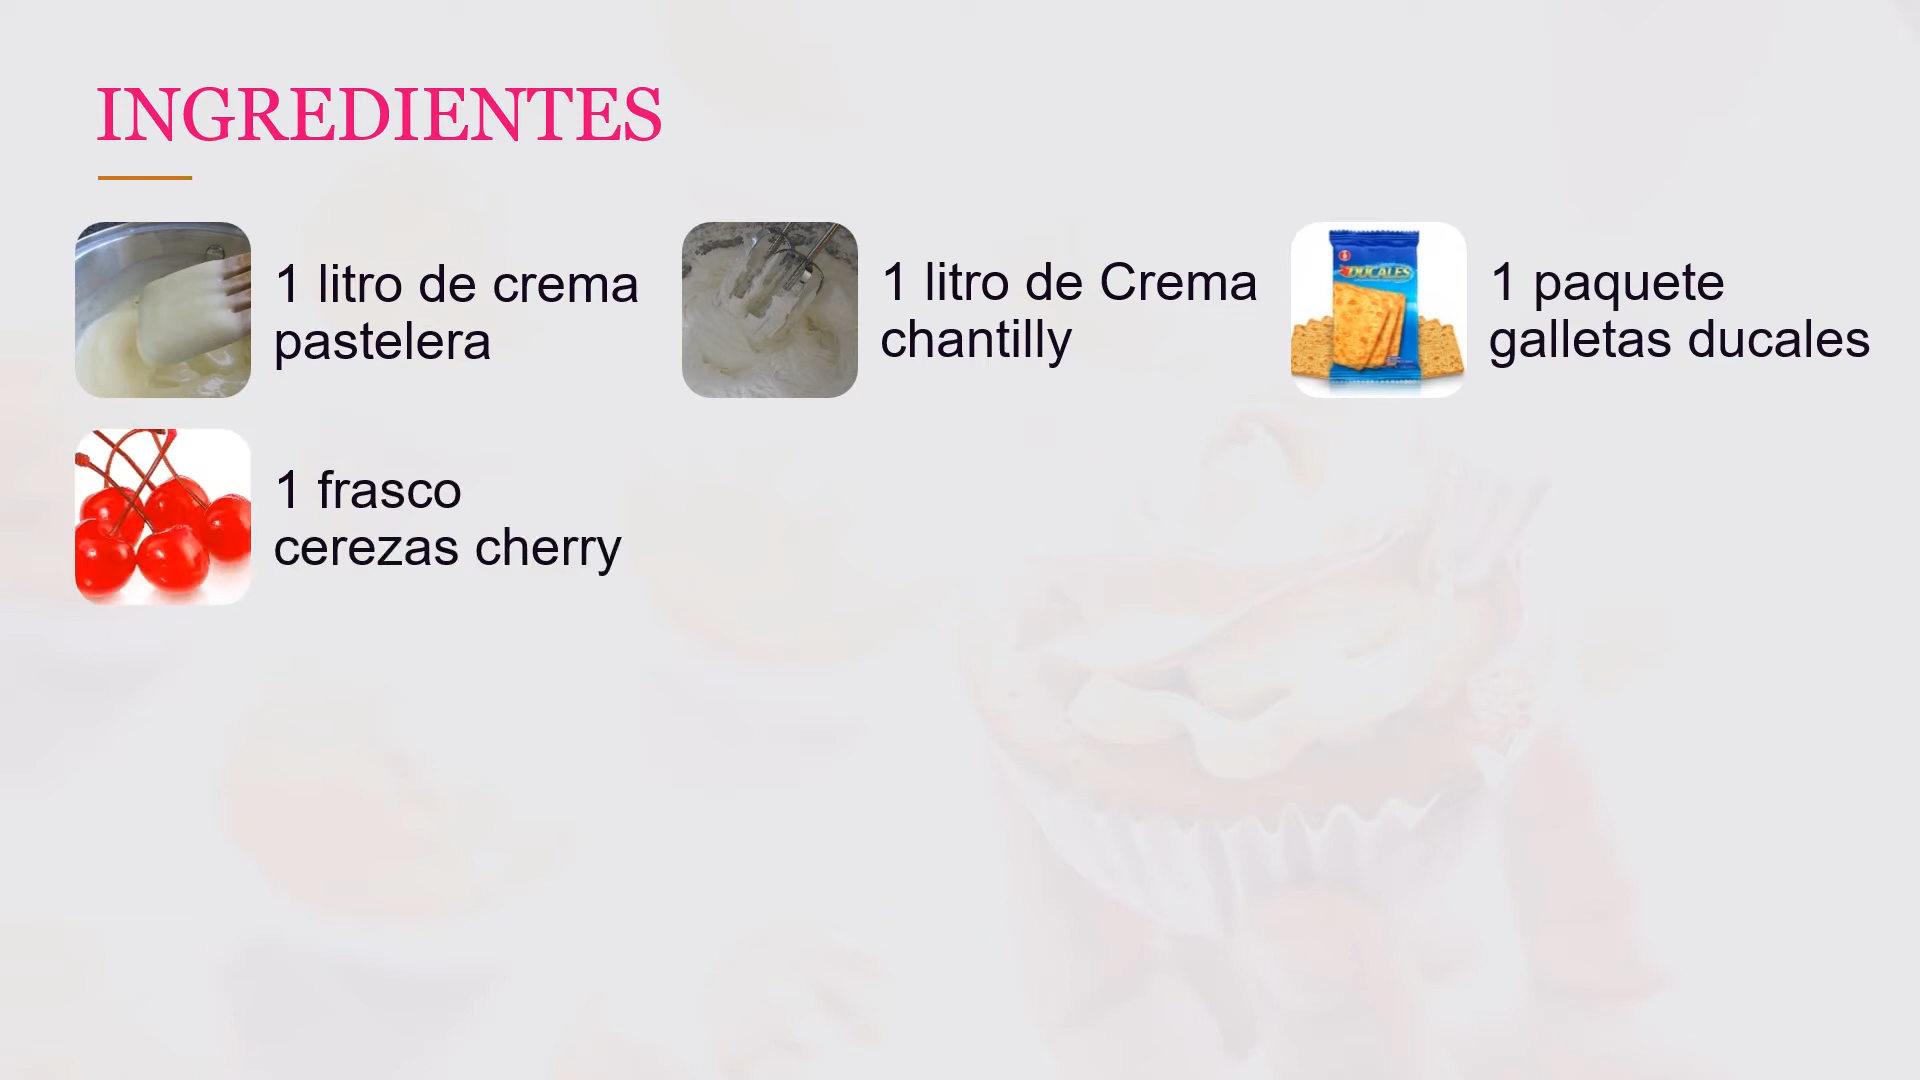 INGREDIENTES
1 litro de crema
pastelera
1 litro de Crema
chantilly
DUCALES
1 paquete
galletas ducales
1 frasco
cerezas cherry